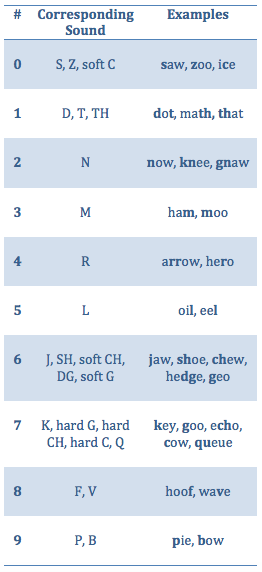 # Corresponding Sound Examples
0 S, Z, soft C saw, zoo, ice
1 D, T, TH dot, math, that
2 N now, knee, gnaw
3 M ham, moo
4 R arrow, hero
5 L oil, eel
6 J, SH, soft CH, DG, soft G jaw, shoe, chew, hedge, geo
7 K, hard G, hard CH, hard C, Q key, goo, echo, cow, queue
8 F, V hoof, wave
9 P, B pie, bow